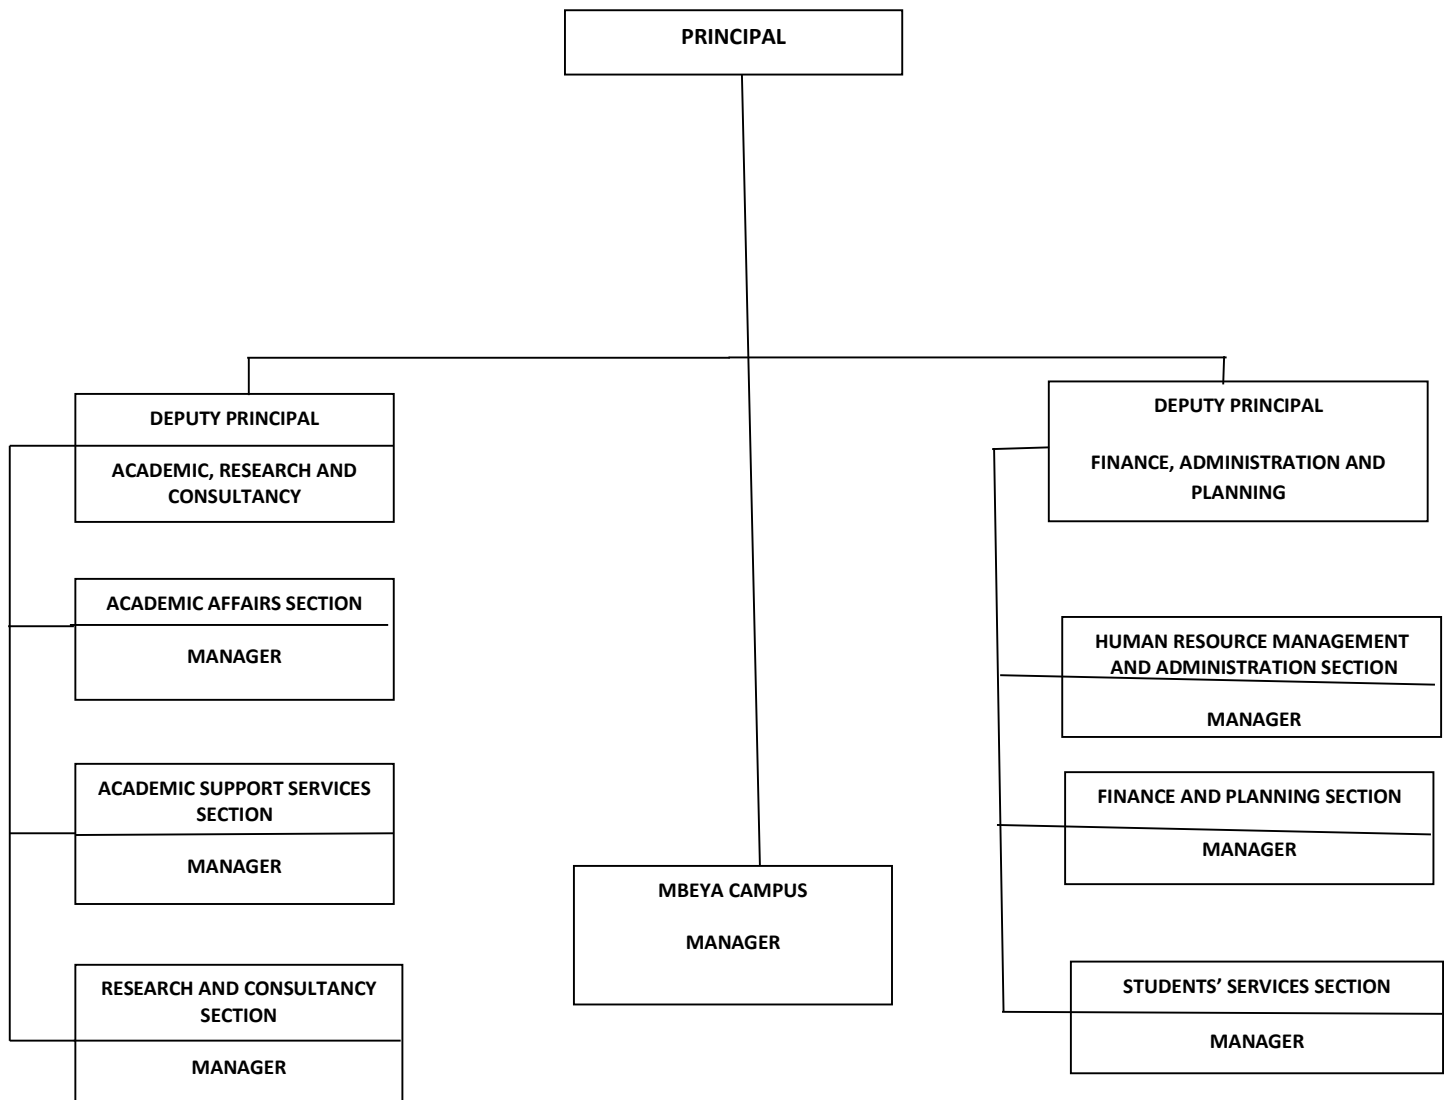 PRINCIPAL
DEPUTY PRINCIPAL
ACADEMIC, RESEARCH AND
CONSULTANCY
ACADEMIC AFFAIRS SECTION
MANAGER
ACADEMIC SUPPORT SERVICES
SECTION
MANAGER
RESEARCH AND CONSULTANCY
SECTION
MANAGER
MBEYA CAMPUS
MANAGER
DEPUTY PRINCIPAL
FINANCE, ADMINISTRATION AND
PLANNING
HUMAN RESOURCE MANAGEMENT
AND ADMINISTRATION SECTION
MANAGER
FINANCE AND PLANNING SECTION
MANAGER
STUDENTS’ SERVICES SECTION
MANAGER